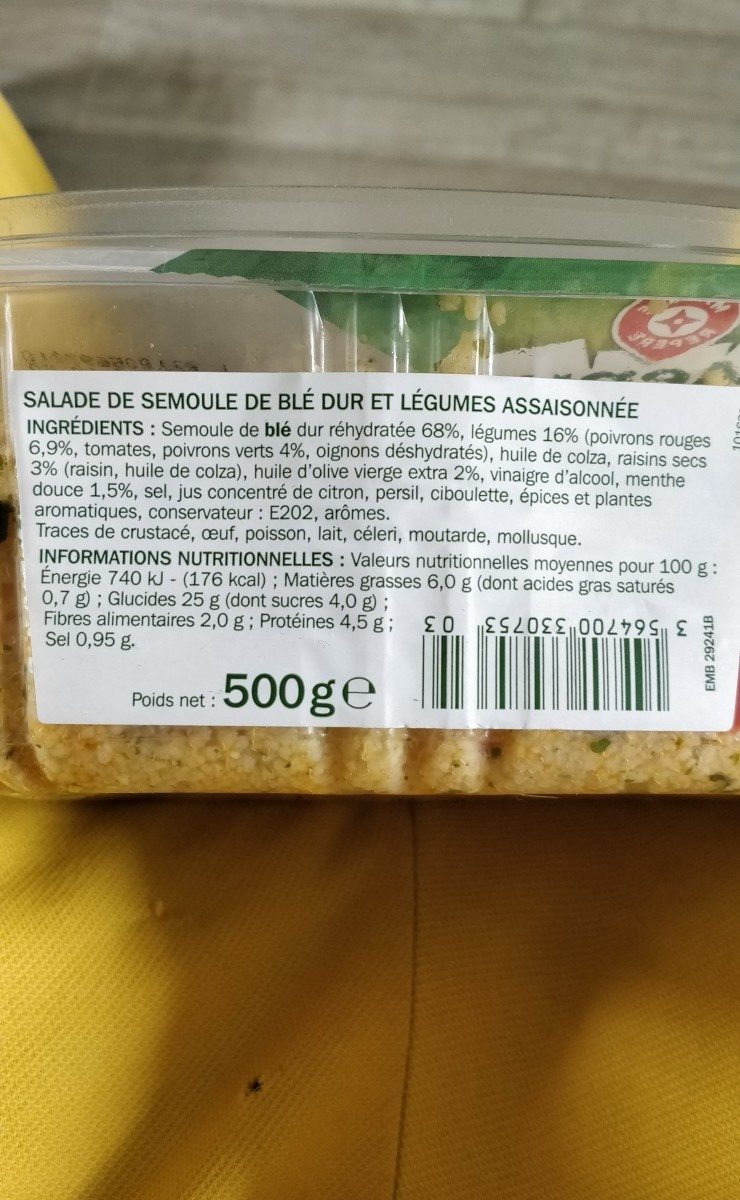 SALADE DE SEMOULE DE BLÉ DUR ET LÉGUMES ASSAISONNÉE
INGRÉDIENTS : Semoule de blé dur réhydratée 68%, légumes 16% (poivrons rouges
6,9%, tomates, poivrons verts 4%, oignons déshydratés), huile de colza, raisins secs
3% (raisin, huile de colza), huile d'olive vierge extra 2%, vinaigre d'alcool, menthe
douce 1,5%, sel, jus concentré de citron, persil, ciboulette, épices et plantes
aromatiques, conservateur : E202, arômes.
Traces de crustacé, œuf, poisson, lait, céleri, moutarde, mollusque.
INFORMATIONS NUTRITIONNELLES : Valeurs nutritionnelles moyennes pour 100 g :
Énergie 740 kJ - (176 kcal) ; Matières grasses 6,0 g (dont acides gras saturés
0,7 g) ; Glucides 25 g (dont sucres 4,0 g) ;
Fibres alimentaires 2,0 g ; Protéines 4,5 g ;
Sel 0,95 g.
Poids net : 500 g e
3 564700 330753 03
EMB 29241B
REPERE